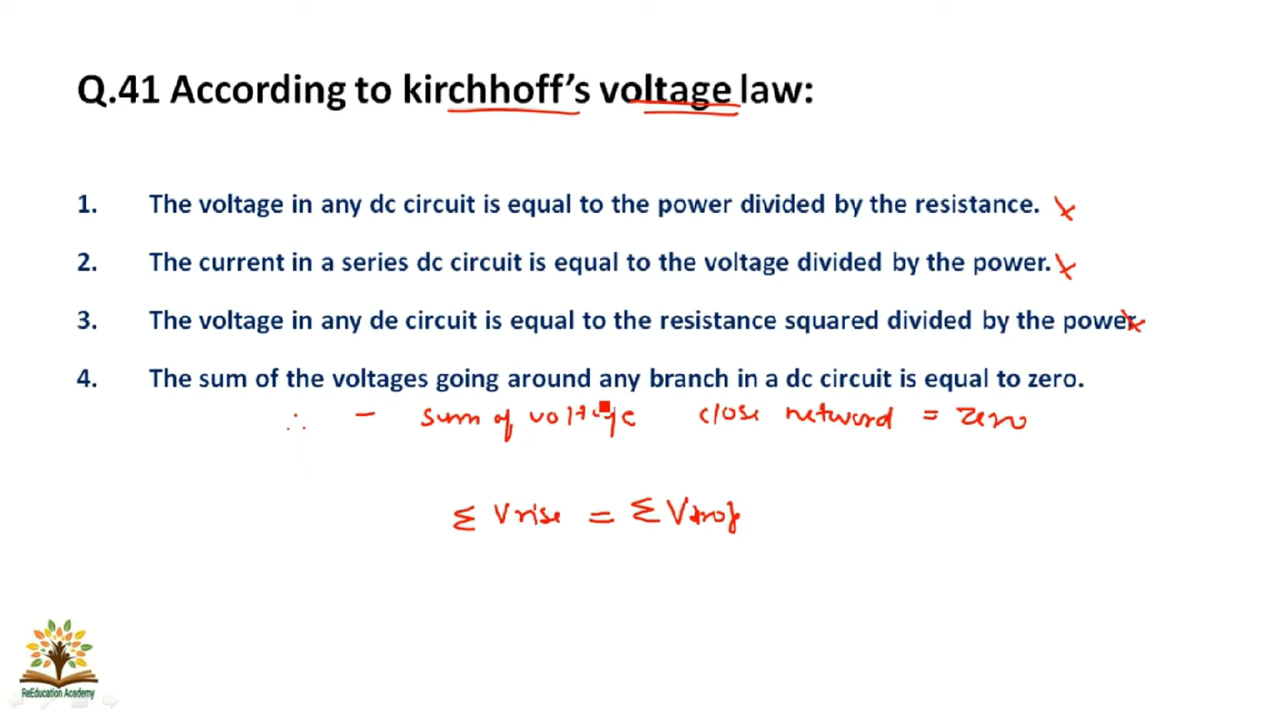 Q.41 According to kirchhoff's voltage law:
1. The voltage in any dc circuit is equal to the power divided by the resistance.
2. The current in a series dc circuit is equal to the voltage divided by the power.
3. The voltage in any de circuit is equal to the resistance squared divided by the power
4. The sum of the voltages going around any branch in a dc circuit is equal to zero.
∴ - sum of voltage close netword = zero
Σ Vrise = Σ Vdrop
ReEducation Academy